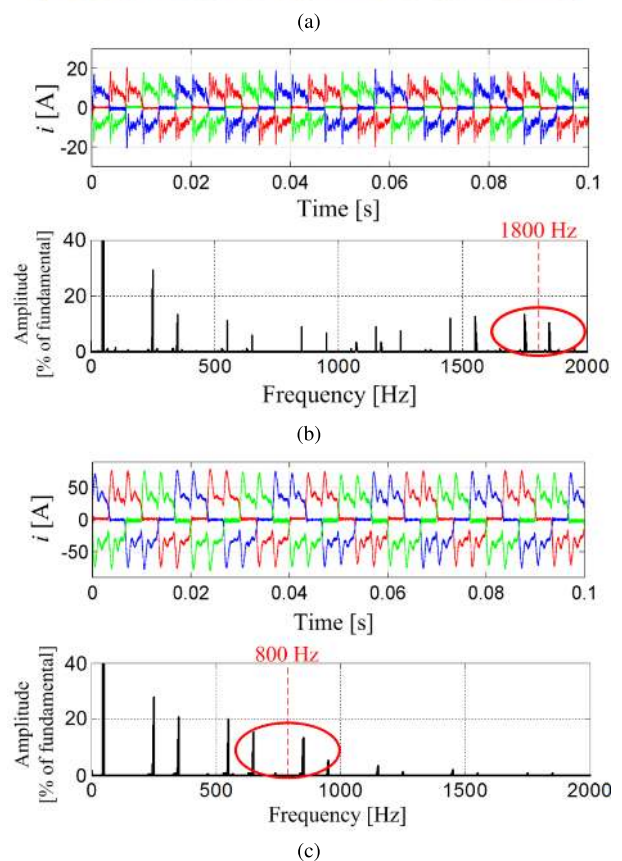 (a)
20
0
-20
i [A]
0 0.02 0.04 0.06 0.08 0.1
Time [s]
1800 Hz
40
20
0
Amplitude
[% of fundamental]
0 500 1000 1500 2000
Frequency [Hz]
(b)
50
0
-50
i [A]
0 0.02 0.04 0.06 0.08 0.1
Time [s]
800 Hz
40
20
0
Amplitude
[% of fundamental]
0 500 1000 1500 2000
Frequency [Hz]
(c)